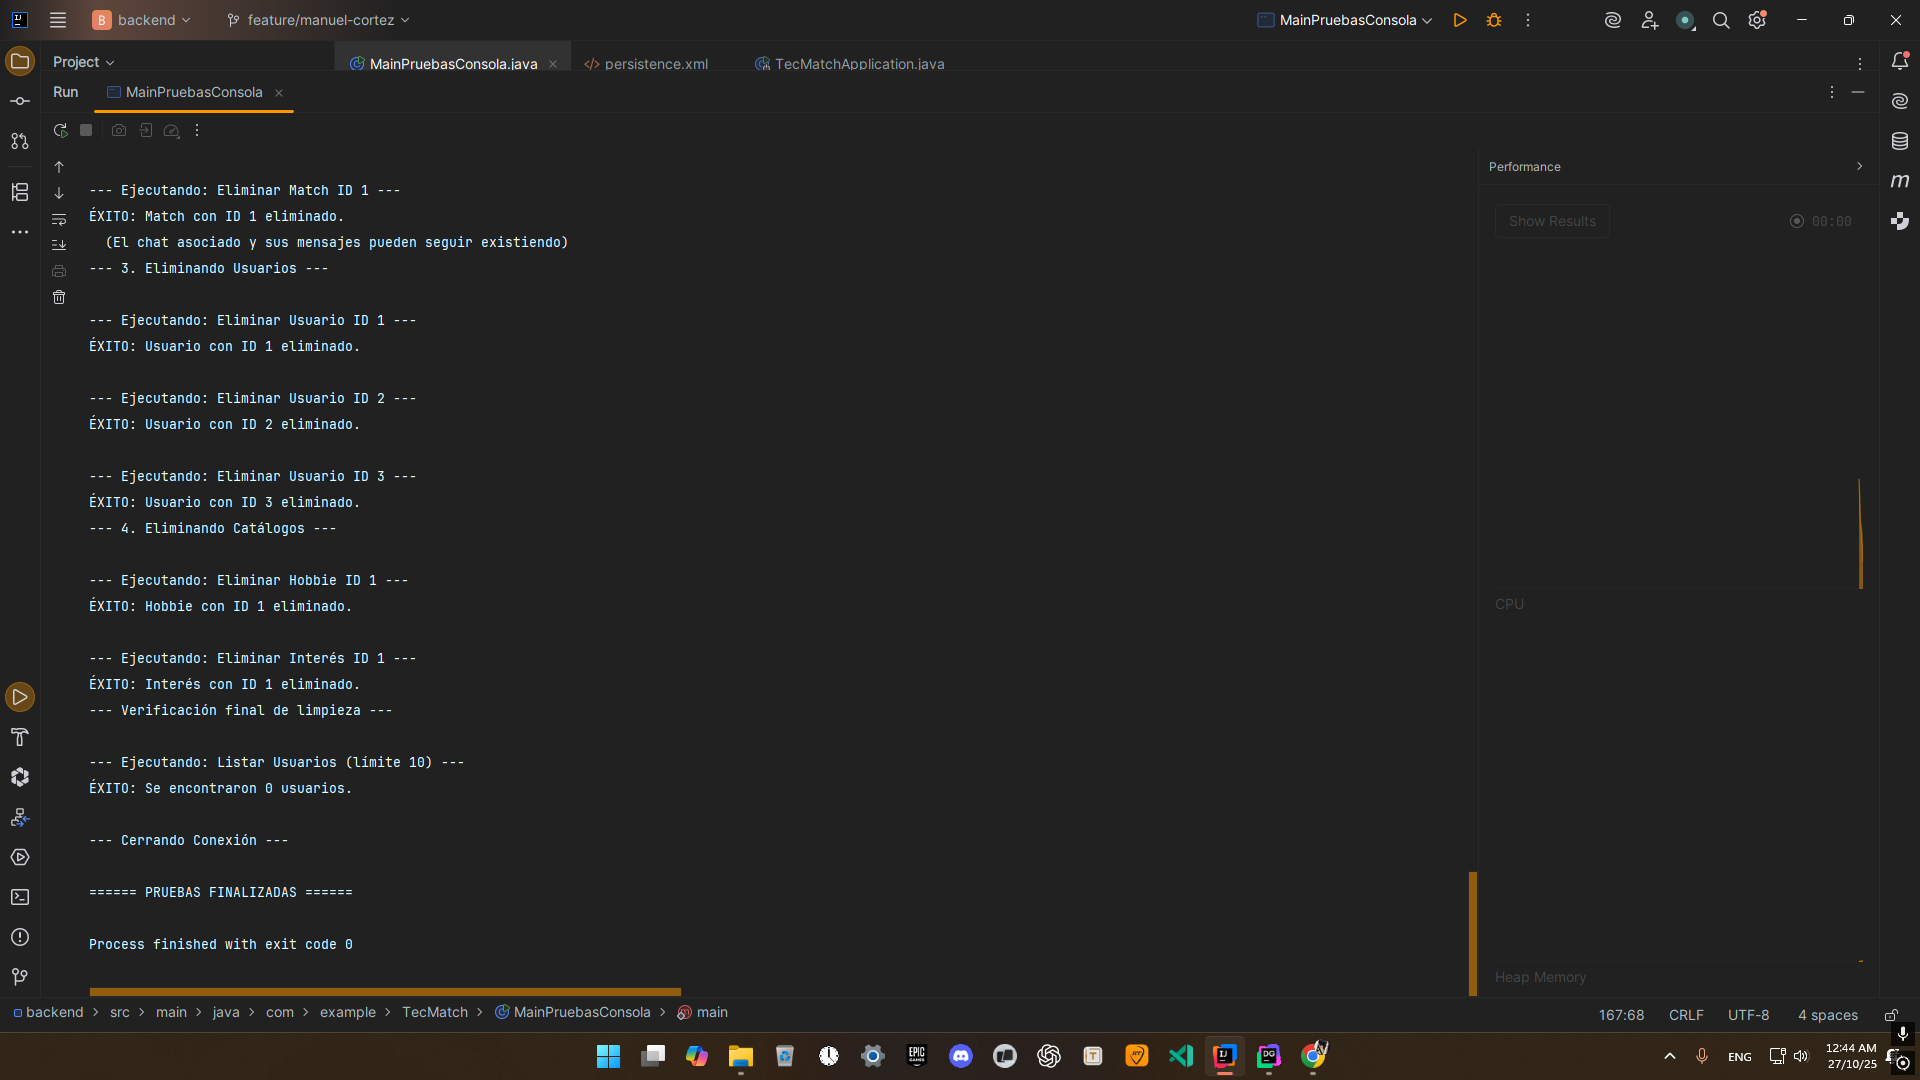 backend
feature/manuel-cortez
MainPruebasConsola
Project
MainPruebasConsola.java
persistence.xml
TecMatchApplication.java
Run
MainPruebasConsola
--- Ejecutando: Eliminar Match ID 1 ---
ÉXITO: Match con ID 1 eliminado.
(El chat asociado y sus mensajes pueden seguir existiendo)
--- 3. Eliminando Usuarios ---
--- Ejecutando: Eliminar Usuario ID 1 ---
ÉXITO: Usuario con ID 1 eliminado.
--- Ejecutando: Eliminar Usuario ID 2 ---
ÉXITO: Usuario con ID 2 eliminado.
--- Ejecutando: Eliminar Usuario ID 3 ---
ÉXITO: Usuario con ID 3 eliminado.
--- 4. Eliminando Catálogos ---
--- Ejecutando: Eliminar Hobbie ID 1 ---
ÉXITO: Hobbie con ID 1 eliminado.
--- Ejecutando: Eliminar Interés ID 1 ---
ÉXITO: Interés con ID 1 eliminado.
--- Verificación final de limpieza ---
--- Ejecutando: Listar Usuarios (límite 10) ---
ÉXITO: Se encontraron 0 usuarios.
--- Cerrando Conexión ---
====== PRUEBAS FINALIZADAS ======
Process finished with exit code 0
Performance
Show Results
00:00
CPU
Heap Memory
backend > src > main > java > com > example > TecMatch > MainPruebasConsola > main
167:68 CRLF UTF-8 4 spaces
ENG
12:44 AM
27/10/25